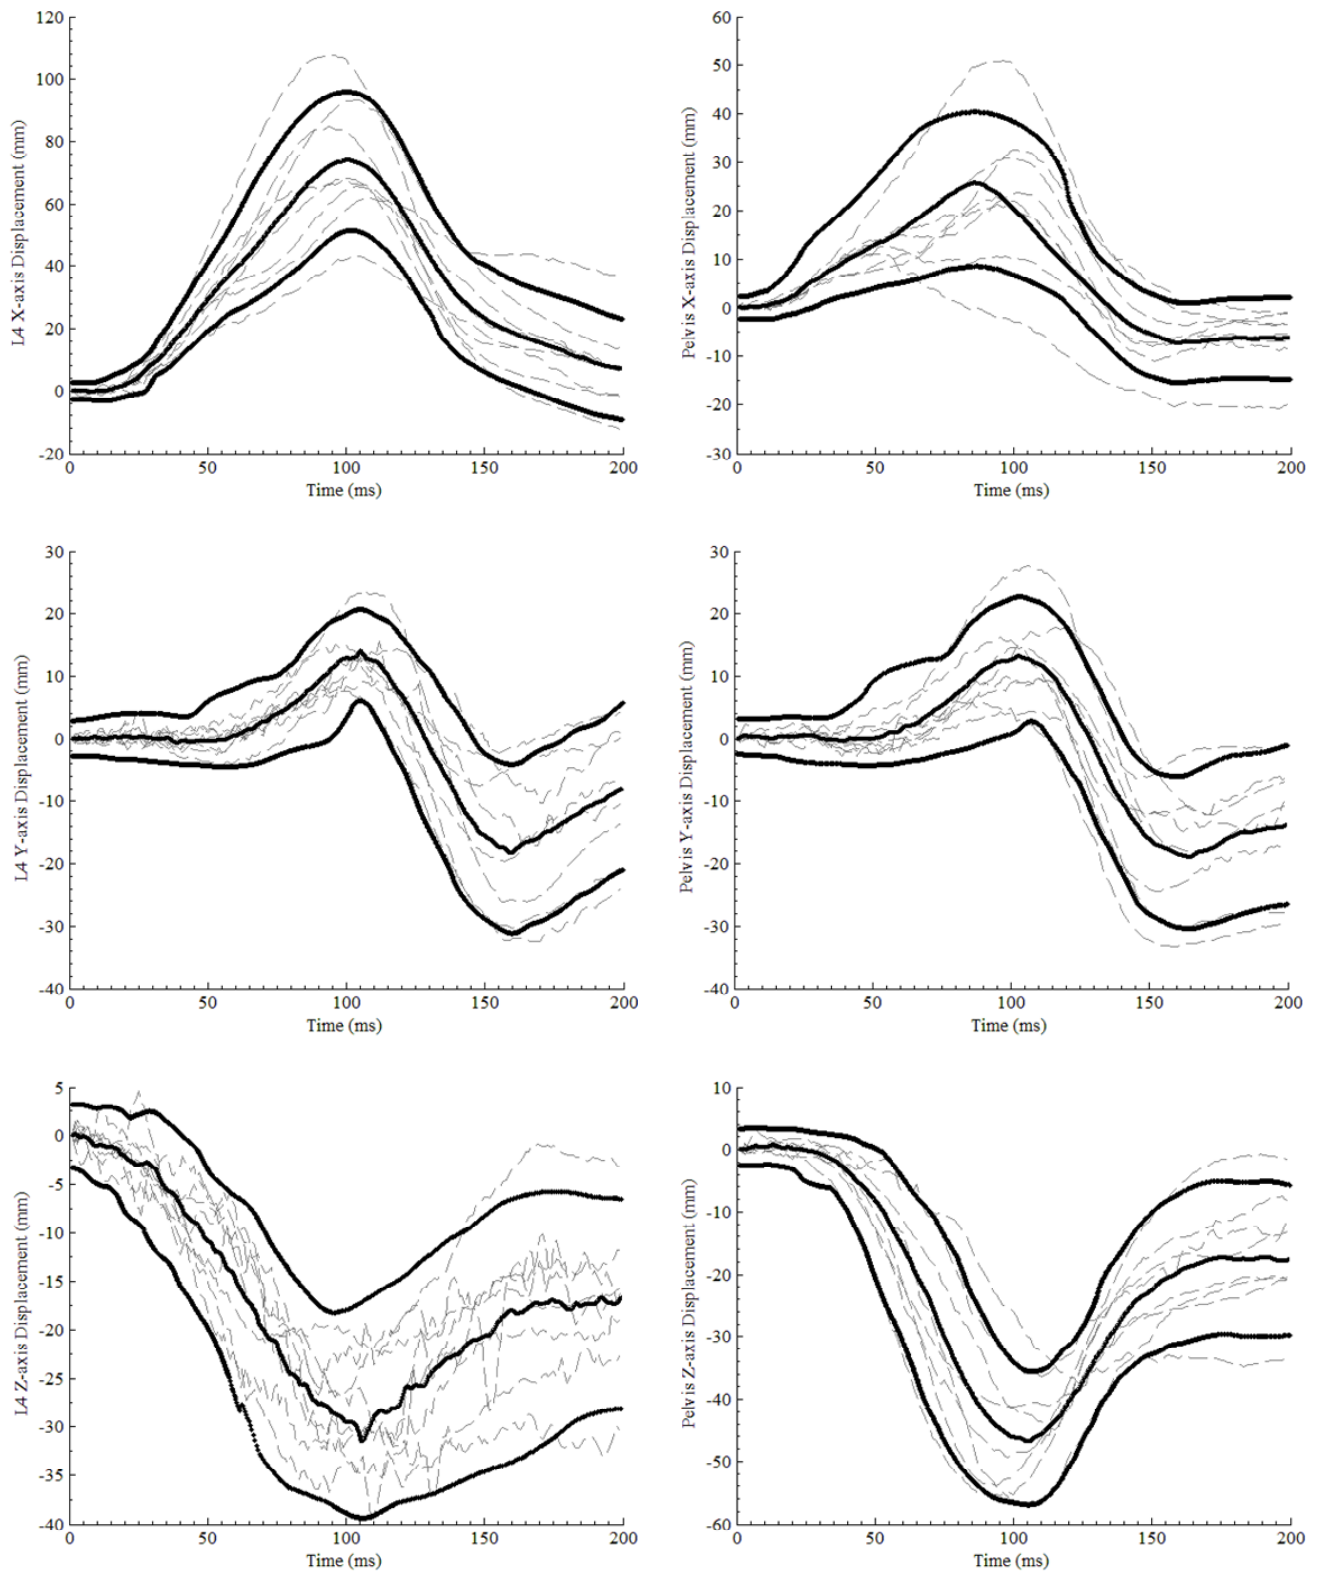 L4 X-axis Displacement (mm)
120
100
80
60
40
20
0
-20
0 50 100 150 200
Time (ms)
Pelvis X-axis Displacement (mm)
60
50
40
30
20
10
0
-10
-20
-30
0 50 100 150 200
Time (ms)
L4 Y-axis Displacement (mm)
30
20
10
0
-10
-20
-30
-40
0 50 100 150 200
Time (ms)
Pelvis Y-axis Displacement (mm)
30
20
10
0
-10
-20
-30
-40
0 50 100 150 200
Time (ms)
L4 Z-axis Displacement (mm)
5
0
-5
-10
-15
-20
-25
-30
-35
-40
0 50 100 150 200
Time (ms)
Pelvis Z-axis Displacement (mm)
10
0
-10
-20
-30
-40
-50
-60
0 50 100 150 200
Time (ms)